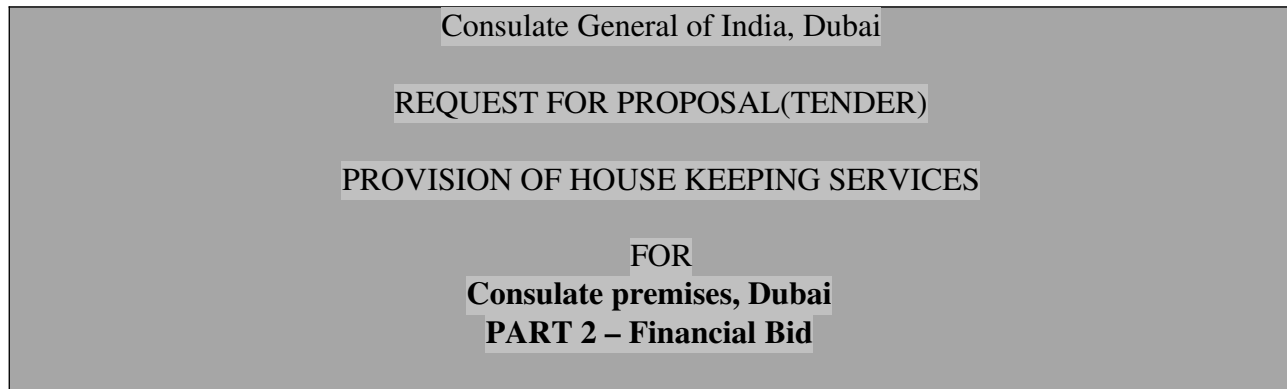 Consulate General of India, Dubai
REQUEST FOR PROPOSAL(TENDER)
PROVISION OF HOUSE KEEPING SERVICES
FOR
Consulate premises, Dubai
PART 2 – Financial Bid